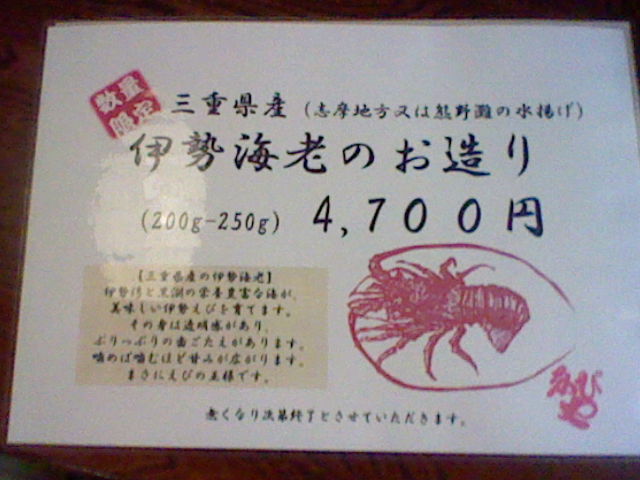 数量
限定
三重県産 (志摩地方又は熊野灘の水揚げ)
伊勢海老のお造り
(200g-250g) 4,700円
【三重県産の伊勢海老】
伊勢湾と黒潮の栄養豊富な海が、
美味しい伊勢えびを育てます。
その身は透明感があり、
ぷりっぷりの歯ごたえがあります。
噛めば噛むほど甘みが広がります。
まさにえびの王様です。
無くなり次第終了とさせていただきます。